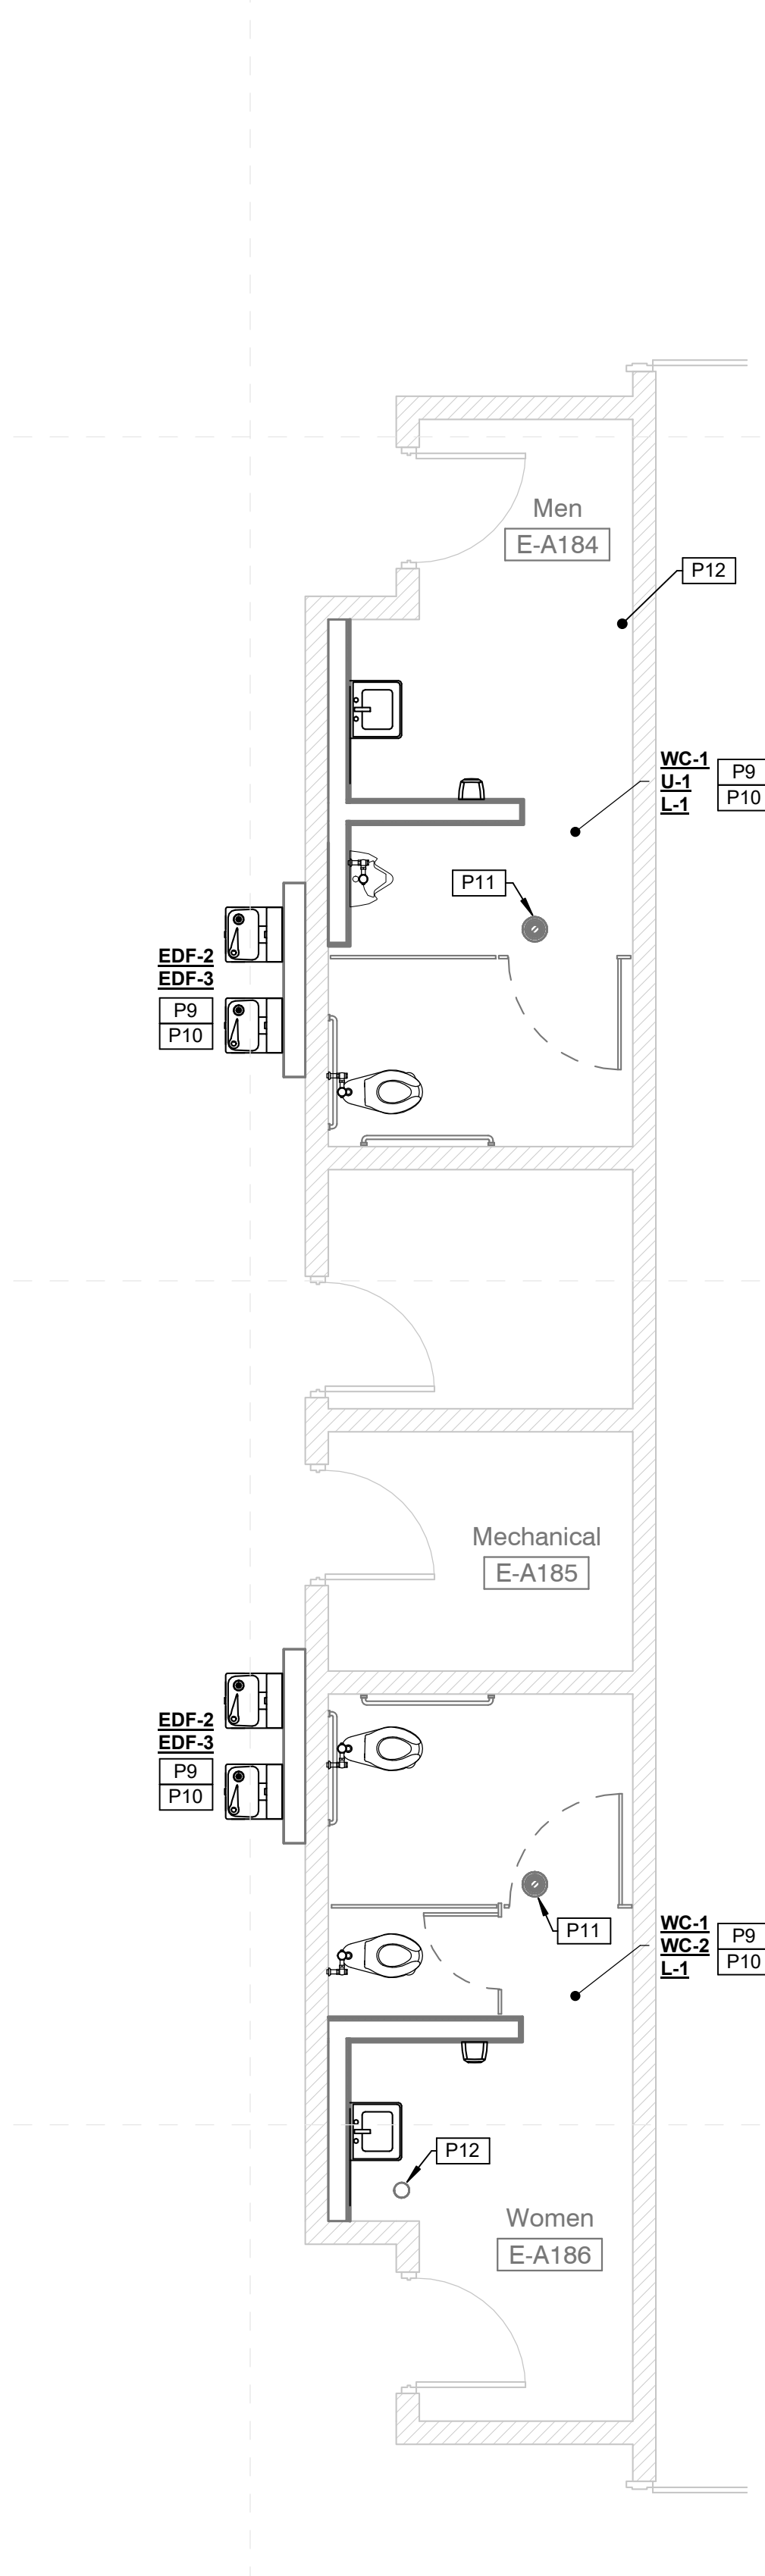 Men
E-A184
P12
WC-1
U-1
L-1
P9
P10
P11
EDF-2
EDF-3
P9
P10
Mechanical
E-A185
EDF-2
EDF-3
P9
P10
P11
WC-1
WC-2
L-1
P9
P10
P12
Women
E-A186